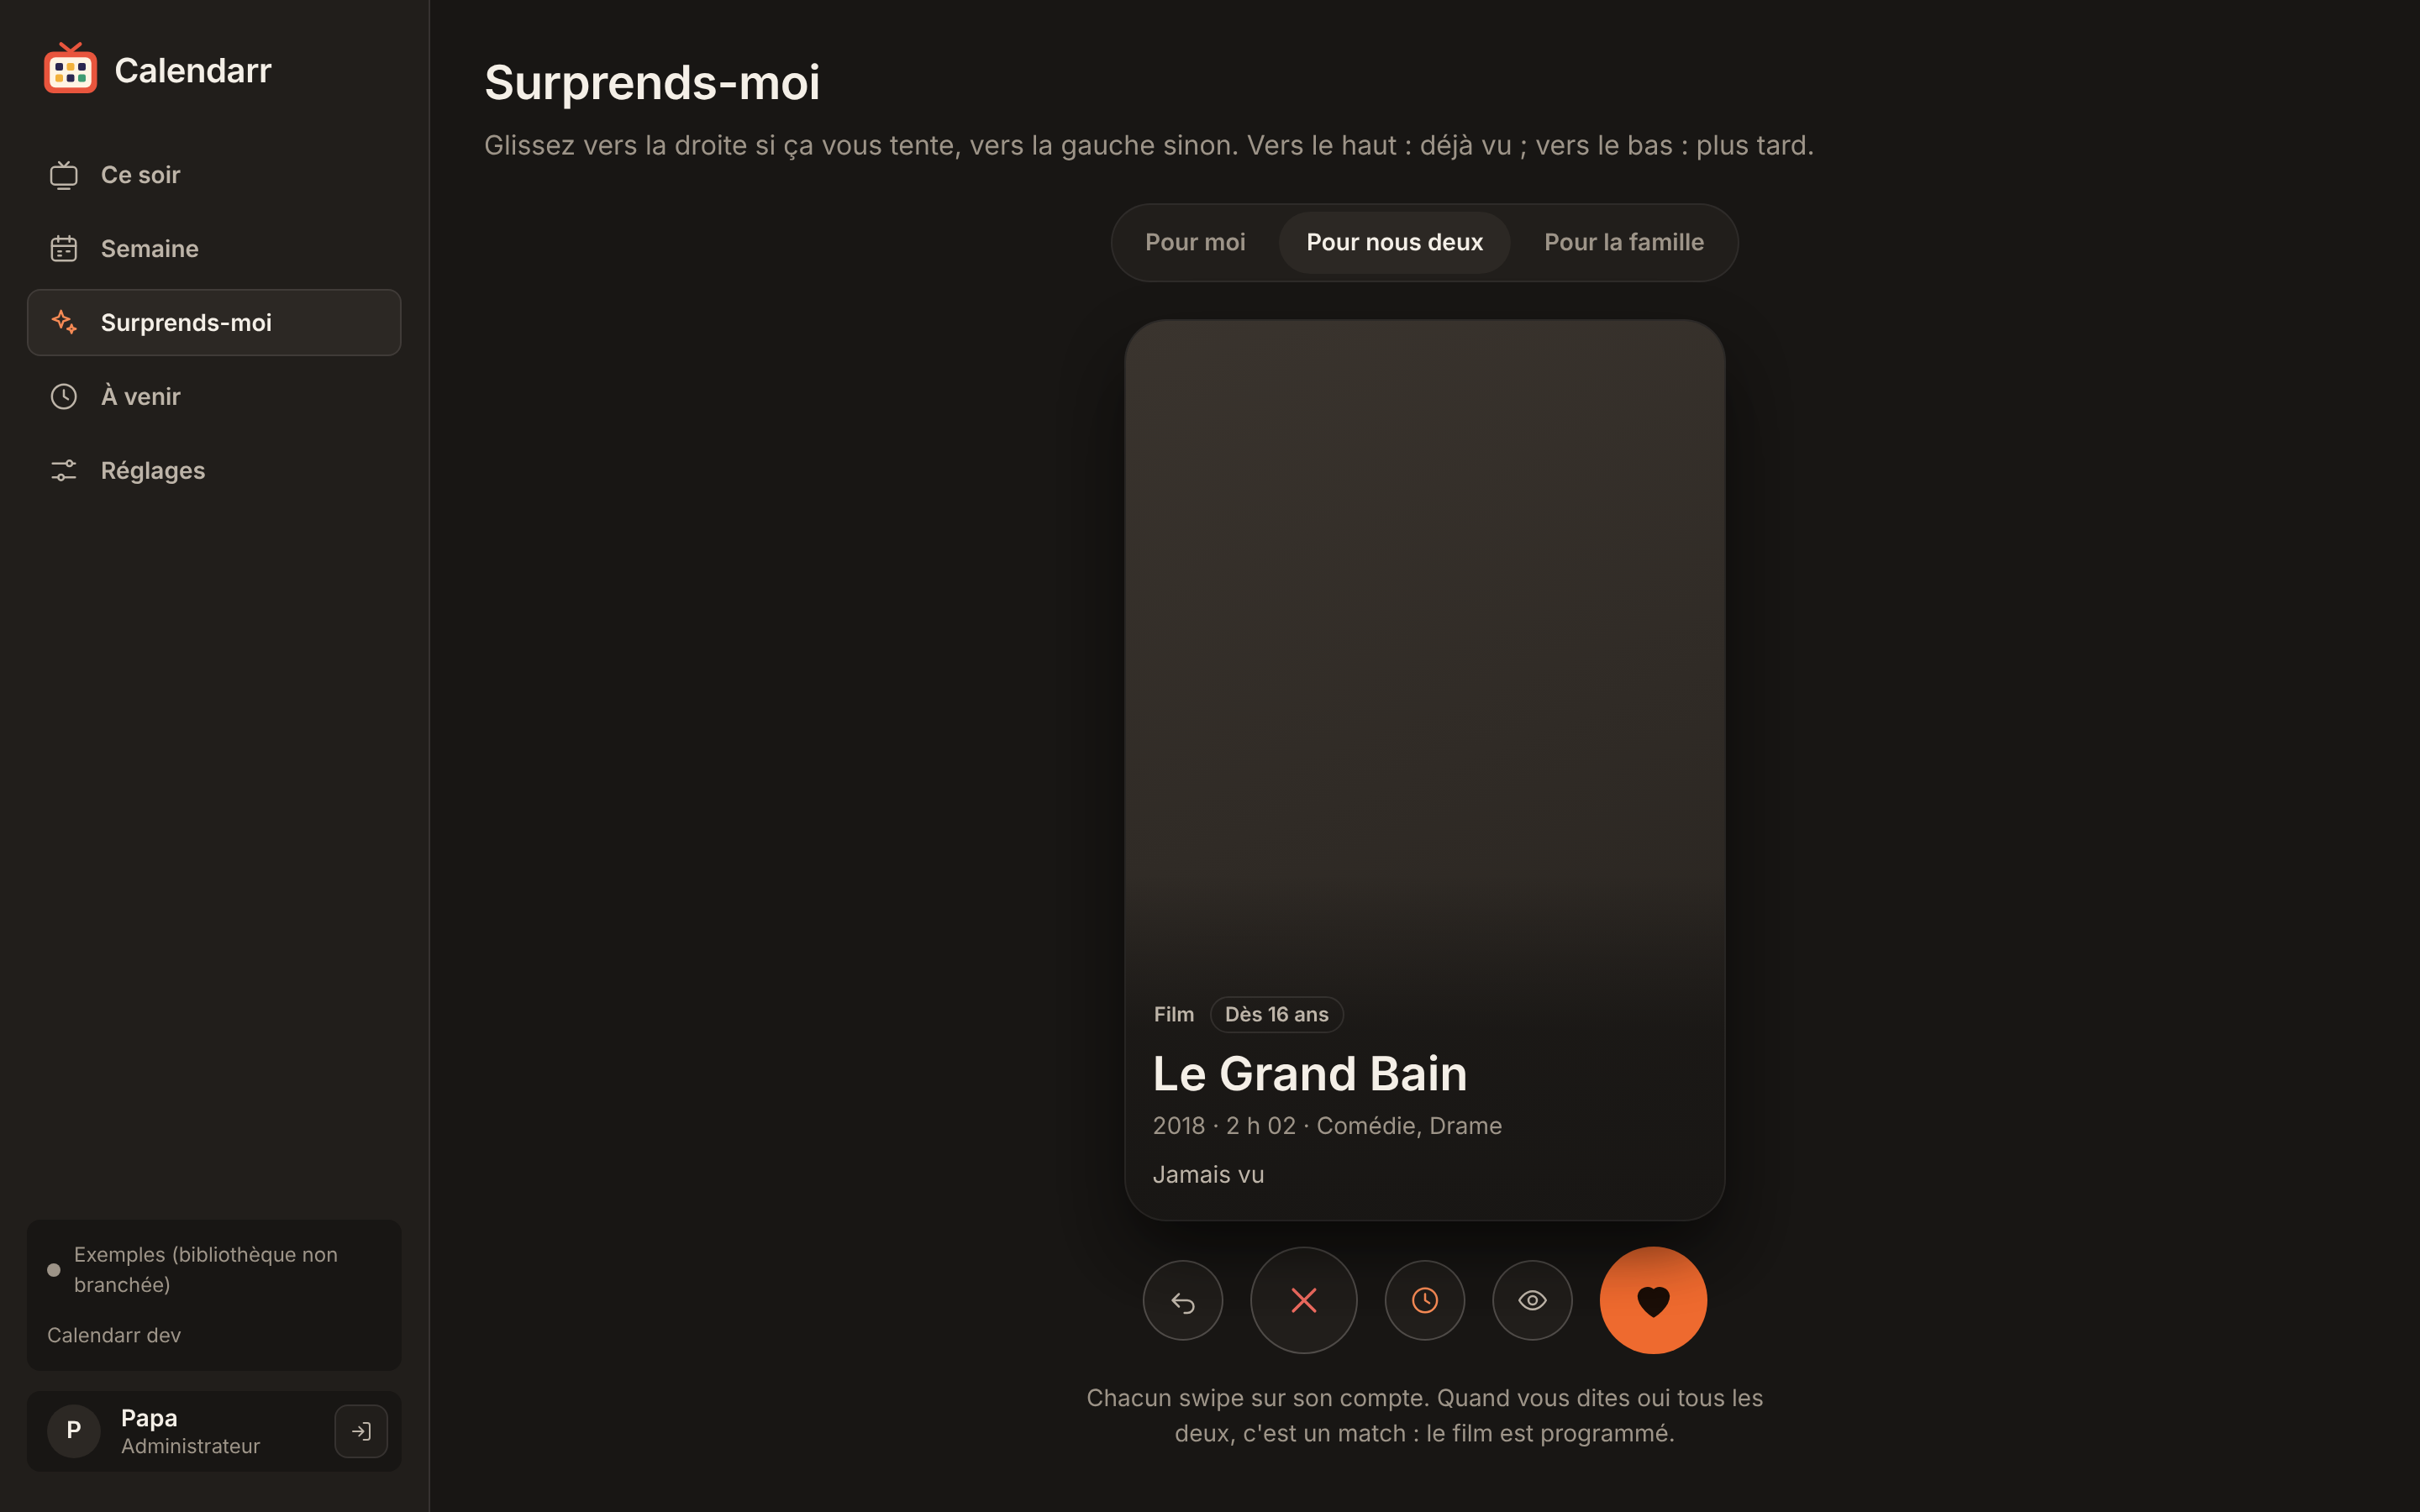 Calendarr
Ce soir
Semaine
Surprends-moi
À venir
Réglages
Exemples (bibliothèque non
branchée)
Calendarr dev
P
Papa
Administrateur
Surprends-moi
Glissez vers la droite si ça vous tente, vers la gauche sinon. Vers le haut : déjà vu ; vers le bas : plus tard.
Pour moi
Pour nous deux
Pour la famille
Film
Dès 16 ans
Le Grand Bain
2018 · 2 h 02 · Comédie, Drame
Jamais vu
Chacun swipe sur son compte. Quand vous dites oui tous les
deux, c'est un match : le film est programmé.